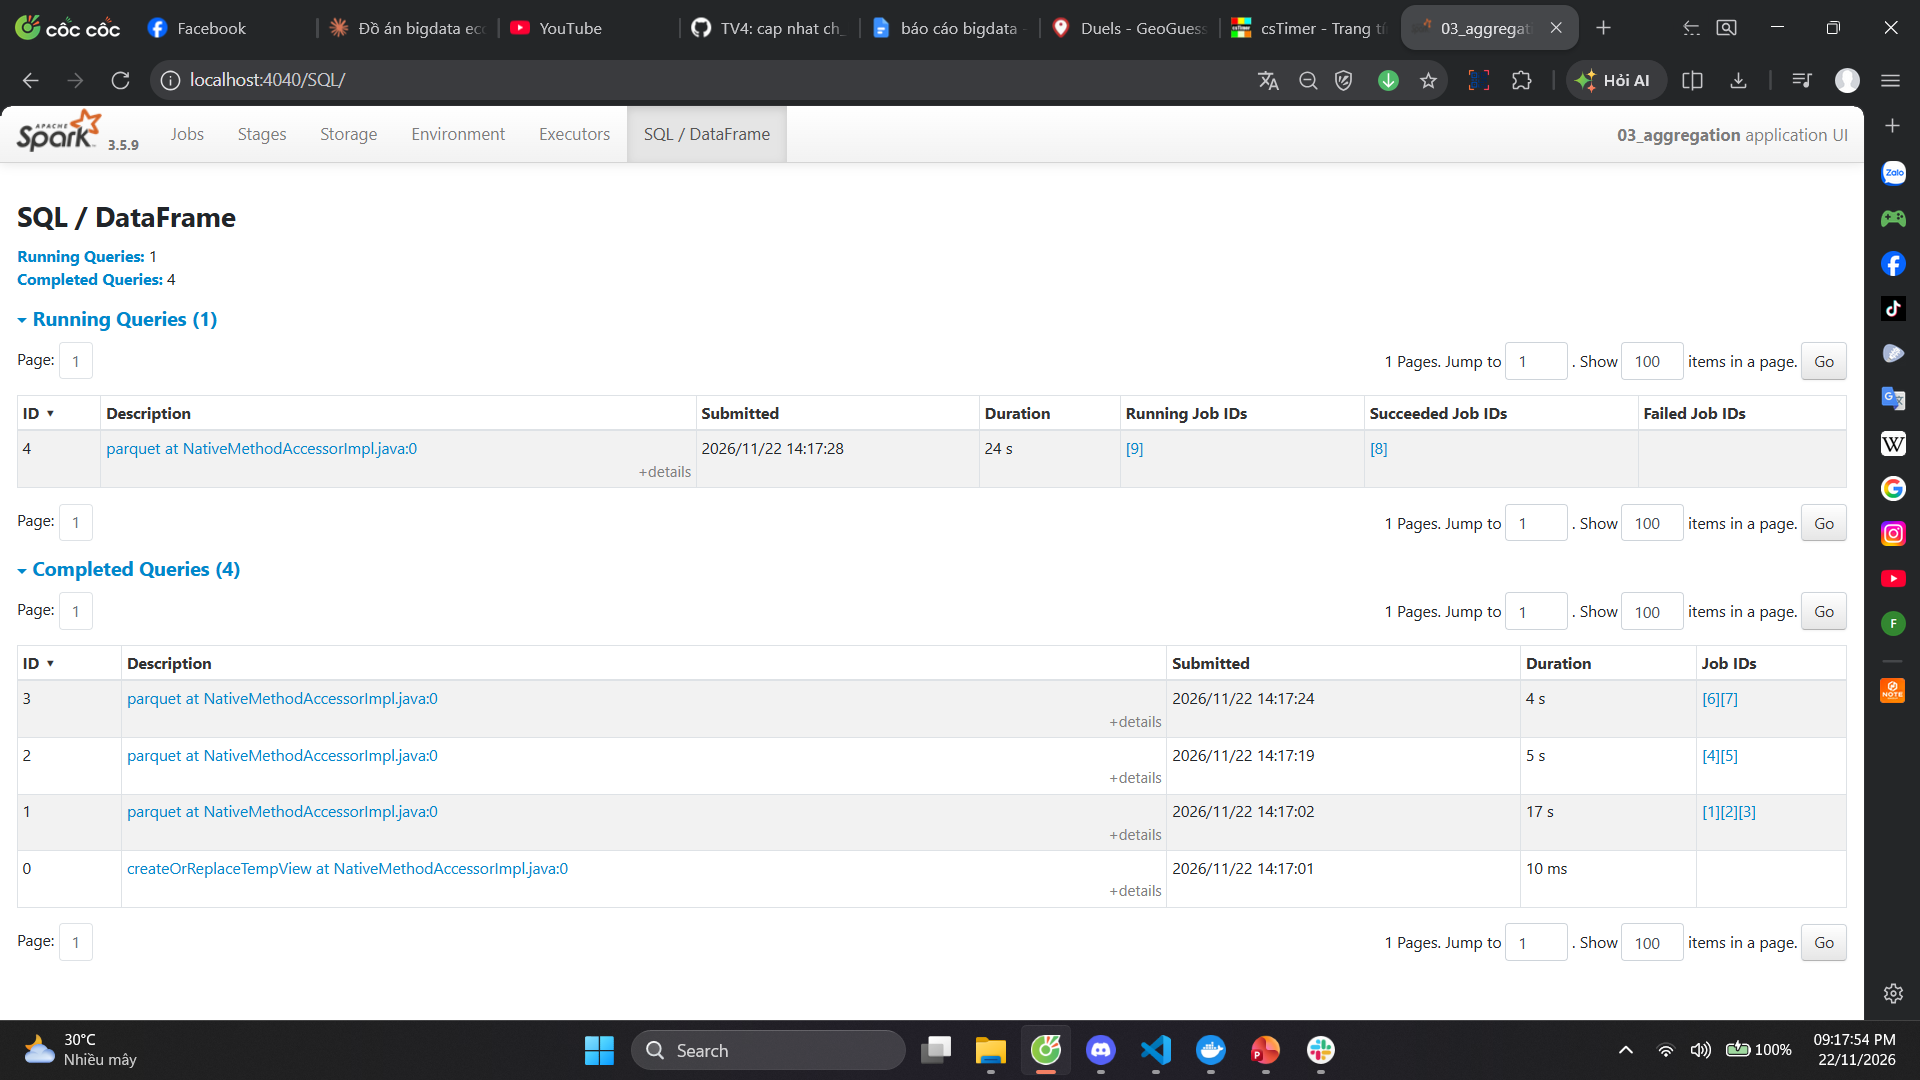 cốc cốc
Facebook
Đồ án bigdata ecc
YouTube
TV4: cap nhat ch
báo cáo bigdata -
Duels - GeoGuess
csTimer - Trang tí
03_aggregati
localhost:4040/SQL/
Hỏi AI
APACHE Spark 3.5.9
Jobs
Stages
Storage
Environment
Executors
SQL / DataFrame
03_aggregation application UI
SQL / DataFrame
Running Queries: 1
Completed Queries: 4
Running Queries (1)
Page: 1
1 Pages. Jump to 1 . Show 100 items in a page. Go
ID ▼ Description Submitted Duration Running Job IDs Succeeded Job IDs Failed Job IDs
4 parquet at NativeMethodAccessorImpl.java:0 2026/11/22 14:17:28 24 s [9] [8]
+details
Page: 1
1 Pages. Jump to 1 . Show 100 items in a page. Go
Completed Queries (4)
Page: 1
1 Pages. Jump to 1 . Show 100 items in a page. Go
ID ▼ Description Submitted Duration Job IDs
3 parquet at NativeMethodAccessorImpl.java:0 2026/11/22 14:17:24 4 s [6][7]
+details
2 parquet at NativeMethodAccessorImpl.java:0 2026/11/22 14:17:19 5 s [4][5]
+details
1 parquet at NativeMethodAccessorImpl.java:0 2026/11/22 14:17:02 17 s [1][2][3]
+details
0 createOrReplaceTempView at NativeMethodAccessorImpl.java:0 2026/11/22 14:17:01 10 ms
+details
Page: 1
1 Pages. Jump to 1 . Show 100 items in a page. Go
Zalo
W
F
NOTE
30°C
Nhiều mây
Search
100%
09:17:54 PM
22/11/2026